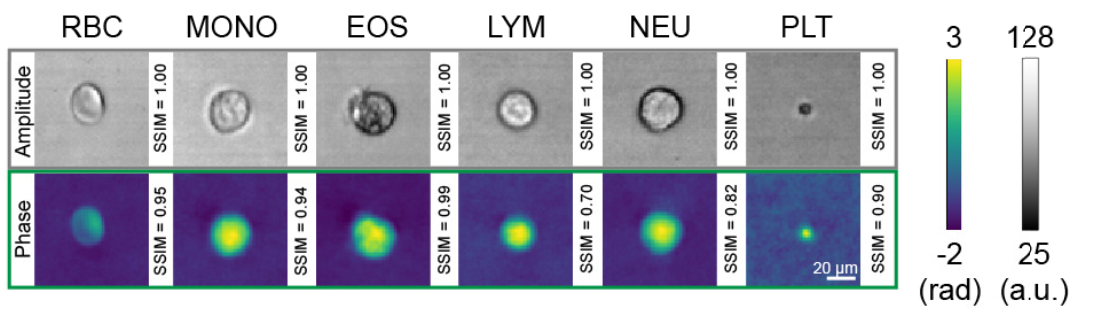 RBC MONO EOS LYM NEU PLT
3 128
Amplitude
SSIM = 1.00
SSIM = 1.00
SSIM = 1.00
SSIM = 1.00
SSIM = 1.00
SSIM = 1.00
Phase
SSIM = 0.95
SSIM = 0.94
SSIM = 0.99
SSIM = 0.70
SSIM = 0.82
20 µm
SSIM = 0.90
-2 25
(rad) (a.u.)